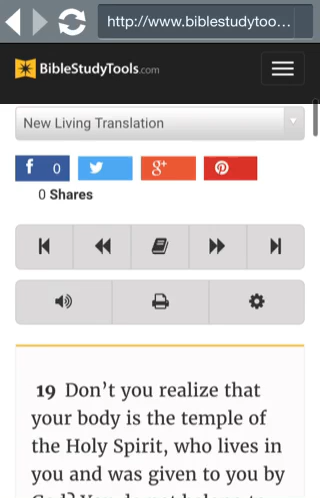 http://www.biblestudytoo...
BibleStudyTools.com
New Living Translation
f 0
g+
0 Shares
19 Don't you realize that
your body is the temple of
the Holy Spirit, who lives in
you and was given to you by